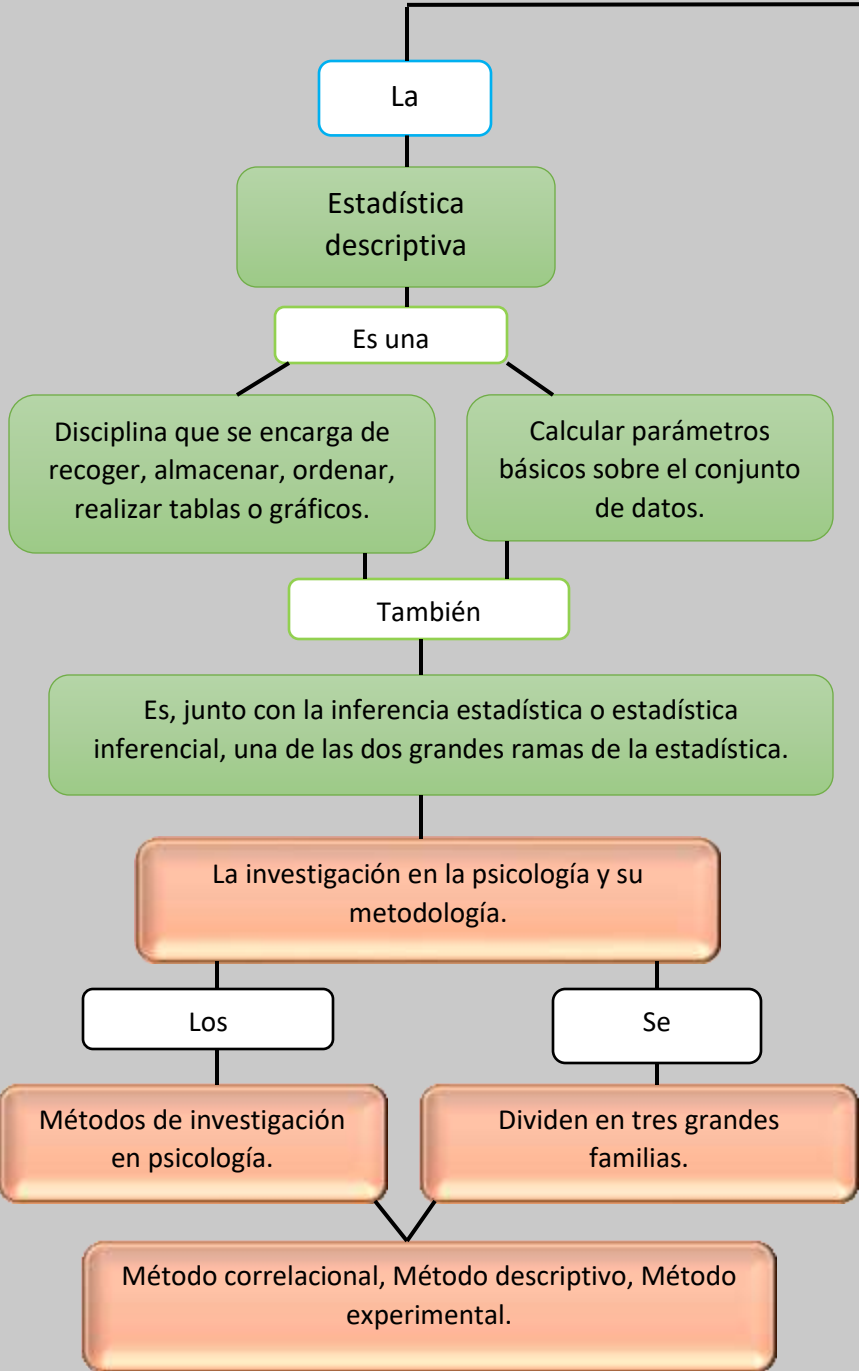 La
Estadística
descriptiva
Es una
Disciplina que se encarga de
recoger, almacenar, ordenar,
realizar tablas o gráficos.
Calcular parámetros
básicos sobre el conjunto
de datos.
También
Es, junto con la inferencia estadística o estadística
inferencial, una de las dos grandes ramas de la estadística.
La investigación en la psicología y su
metodología.
Los
Se
Métodos de investigación
en psicología.
Dividen en tres grandes
familias.
Método correlacional, Método descriptivo, Método
experimental.